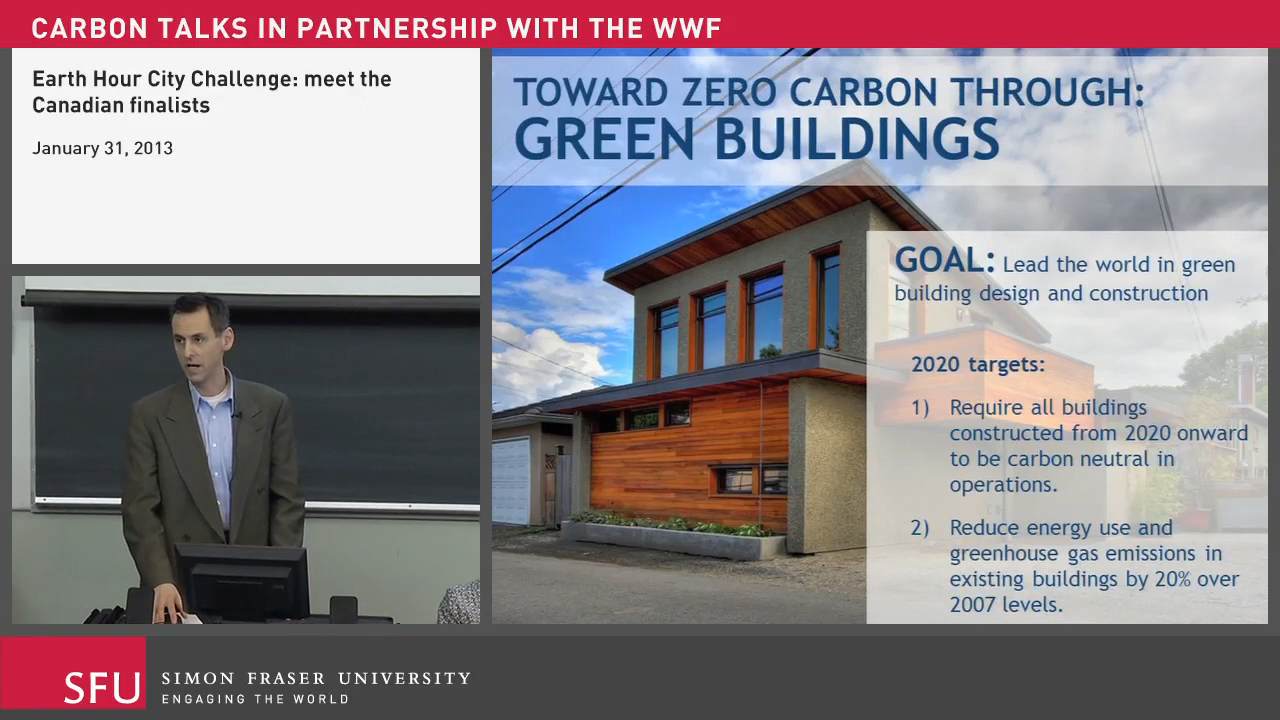 CARBON TALKS IN PARTNERSHIP WITH THE WWF
Earth Hour City Challenge: meet the
Canadian finalists
January 31, 2013
TOWARD ZERO CARBON THROUGH:
GREEN BUILDINGS
GOAL: Lead the world in green
building design and construction
2020 targets:
1) Require all buildings
constructed from 2020 onward
to be carbon neutral in
operations.
2) Reduce energy use and
greenhouse gas emissions in
existing buildings by 20% over
2007 levels.
SFU SIMON FRASER UNIVERSITY
ENGAGING THE WORLD